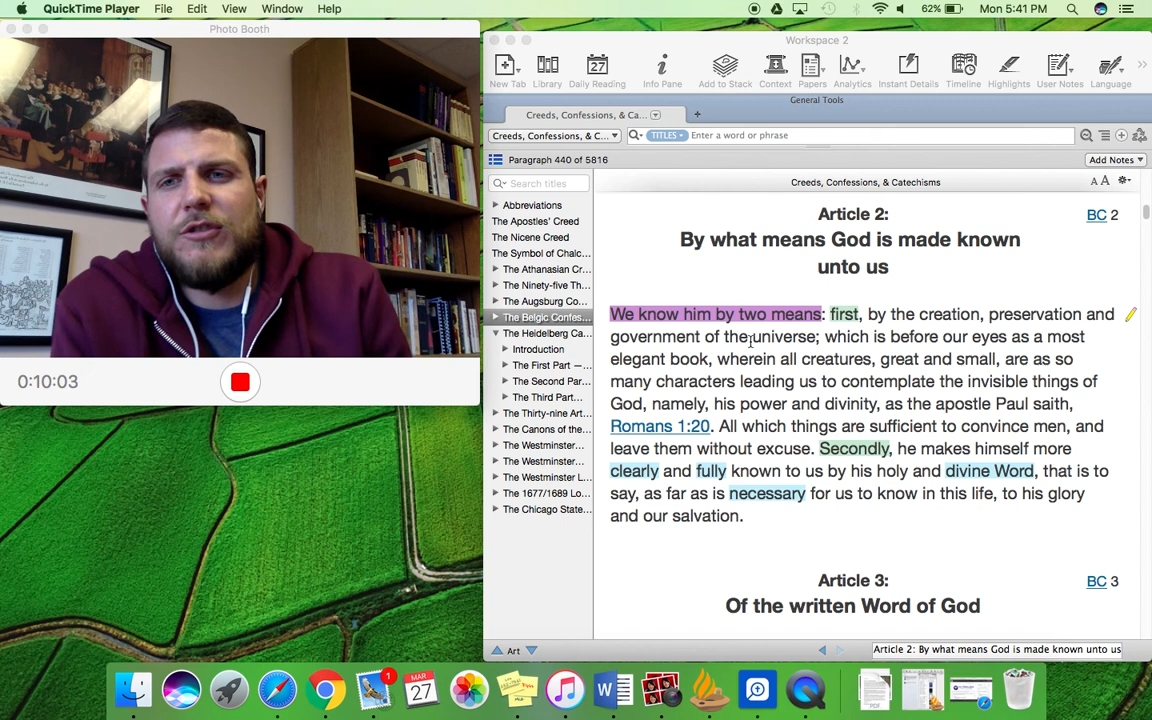 QuickTime Player File Edit View Window Help
62% Mon 5:41 PM
Photo Booth
0:10:03
Workspace 2
New Tab Library Daily Reading Info Pane Add to Stack Context Papers Analytics Instant Details Timeline Highlights User Notes Language
27
General Tools
Creeds, Confessions, & Ca...
Creeds, Confessions, & C... TITLES Enter a word or phrase
Paragraph 440 of 5816 Add Notes
Search titles
Creeds, Confessions, & Catechisms
A A
Abbreviations
The Apostles' Creed
The Nicene Creed
The Symbol of Chalc...
The Athanasian Cr...
The Ninety-five Th...
The Augsburg Co...
The Belgic Confes...
The Heidelberg Ca...
Introduction
The First Part —...
The Second Par...
The Third Part...
The Thirty-nine Art...
The Canons of the...
The Westminster...
The Westminster...
The Westminster L...
The 1677/1689 Lo...
The Chicago State...
Article 2:
BC 2
By what means God is made known
unto us
We know him by two means: first, by the creation, preservation and
government of the universe; which is before our eyes as a most
elegant book, wherein all creatures, great and small, are as so
many characters leading us to contemplate the invisible things of
God, namely, his power and divinity, as the apostle Paul saith,
Romans 1:20. All which things are sufficient to convince men, and
leave them without excuse. Secondly, he makes himself more
clearly and fully known to us by his holy and divine Word, that is to
say, as far as is necessary for us to know in this life, to his glory
and our salvation.
Article 3:
BC 3
Of the written Word of God
Art
Article 2: By what means God is made known unto us
1
MAR
27
W
PDF